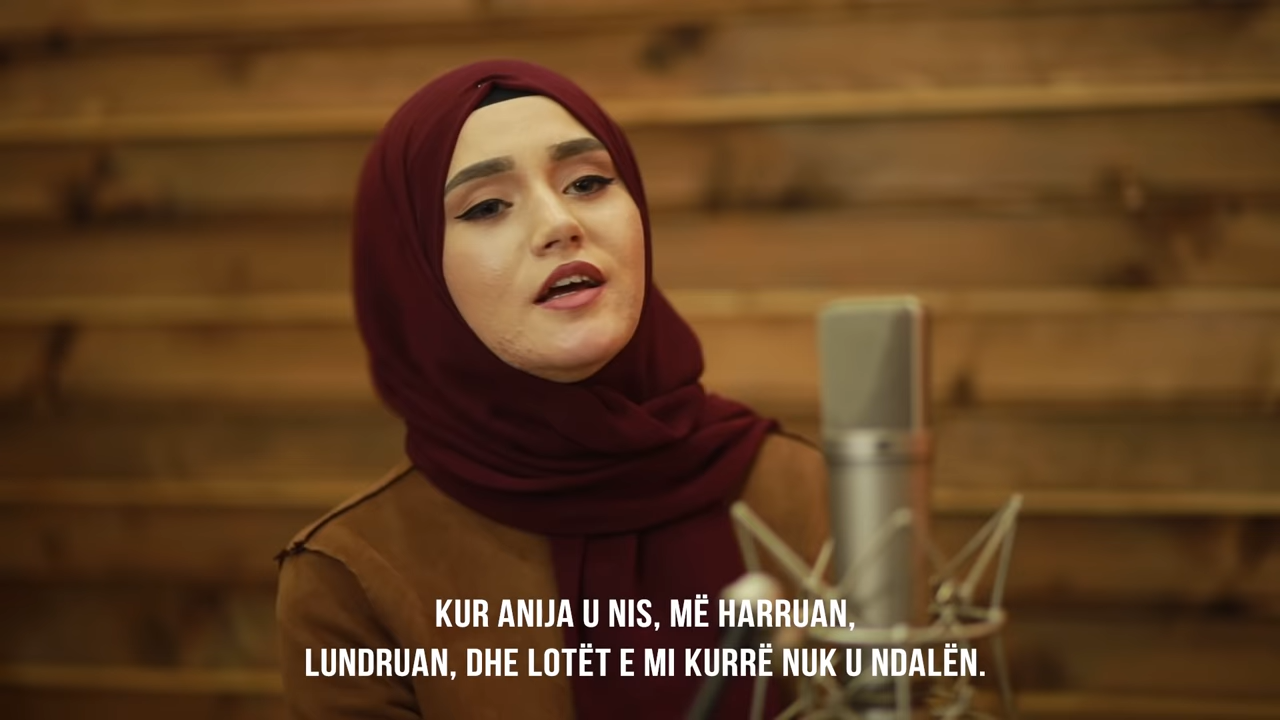 KUR ANIJA U NIS, MË HARRUAN,
LUNDRUAN, DHE LOTËT E MI KURRË NUK U NDALËN.